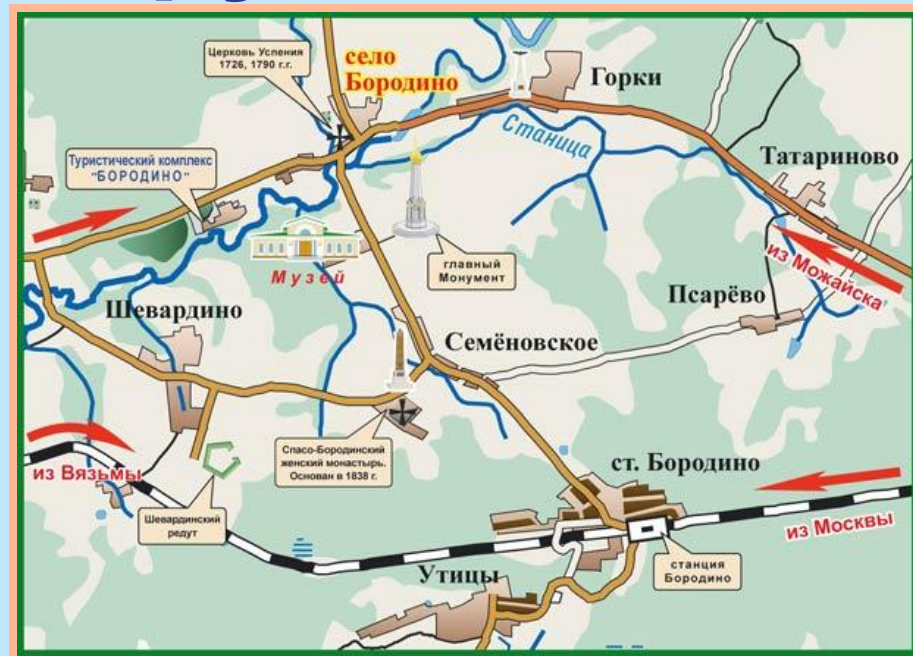 Церковь Успения
1726, 1790 г.г.
село
Бородино
Горки
Станица
Татариново
Туристический комплекс
"БОРОДИНО"
Музей
главный
Монумент
из Можайска
Псарёво
Шевардино
Семёновское
Спасо-Бородинский
женский монастырь.
Основан в 1838 г.
ст. Бородино
из Вязьмы
Шевардинский
редут
из Москвы
Утицы
станция
Бородино